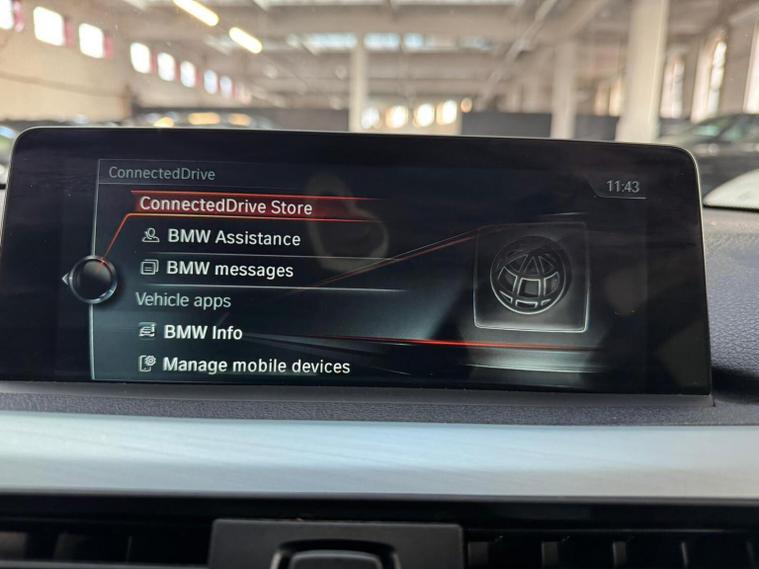 ConnectedDrive
11:43
ConnectedDrive Store
BMW Assistance
BMW messages
Vehicle apps
BMW Info
Manage mobile devices